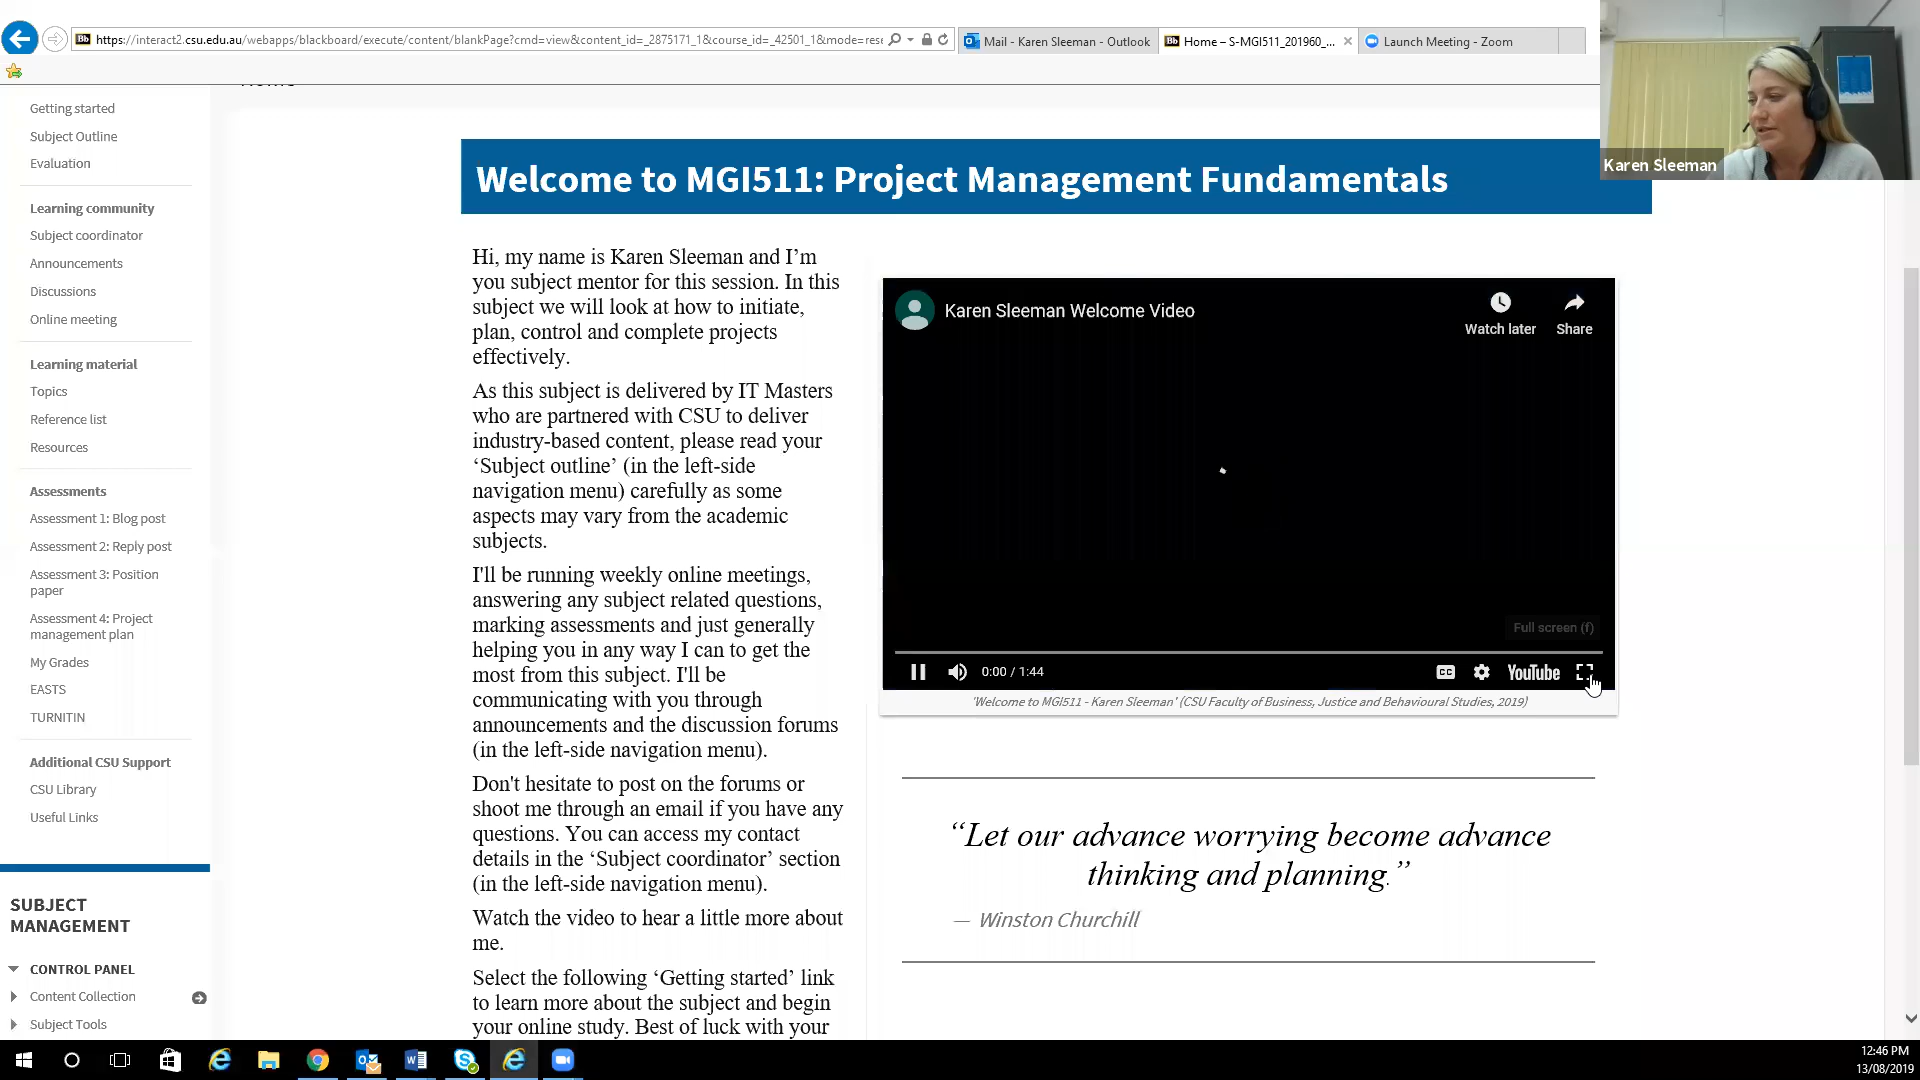 https://interact2.csu.edu.au/webapps/blackboard/execute/content/blankPage?cmd=view&content_id=_2875171_1&course_id=_42501_1&mode=res
Mail - Karen Sleeman - Outlook
Home – S-MGI511_201960_...
Launch Meeting - Zoom
Karen Sleeman
Home
Getting started
Subject Outline
Evaluation
Learning community
Subject coordinator
Announcements
Discussions
Online meeting
Learning material
Topics
Reference list
Resources
Assessments
Assessment 1: Blog post
Assessment 2: Reply post
Assessment 3: Position
paper
Assessment 4: Project
management plan
My Grades
EASTS
TURNITIN
Additional CSU Support
CSU Library
Useful Links
SUBJECT
MANAGEMENT
CONTROL PANEL
Content Collection
Subject Tools
Welcome to MGI511: Project Management Fundamentals
Hi, my name is Karen Sleeman and I’m
you subject mentor for this session. In this
subject we will look at how to initiate,
plan, control and complete projects
effectively.
As this subject is delivered by IT Masters
who are partnered with CSU to deliver
industry-based content, please read your
‘Subject outline’ (in the left-side
navigation menu) carefully as some
aspects may vary from the academic
subjects.
I'll be running weekly online meetings,
answering any subject related questions,
marking assessments and just generally
helping you in any way I can to get the
most from this subject. I'll be
communicating with you through
announcements and the discussion forums
(in the left-side navigation menu).
Don't hesitate to post on the forums or
shoot me through an email if you have any
questions. You can access my contact
details in the ‘Subject coordinator’ section
(in the left-side navigation menu).
Watch the video to hear a little more about
me.
Select the following ‘Getting started’ link
to learn more about the subject and begin
your online study. Best of luck with your
Karen Sleeman Welcome Video
Watch later
Share
Full screen (f)
0:00 / 1:44
CC
YouTube
'Welcome to MGI511 - Karen Sleeman' (CSU Faculty of Business, Justice and Behavioural Studies, 2019)
“Let our advance worrying become advance
thinking and planning.”
— Winston Churchill
12:46 PM
13/08/2019